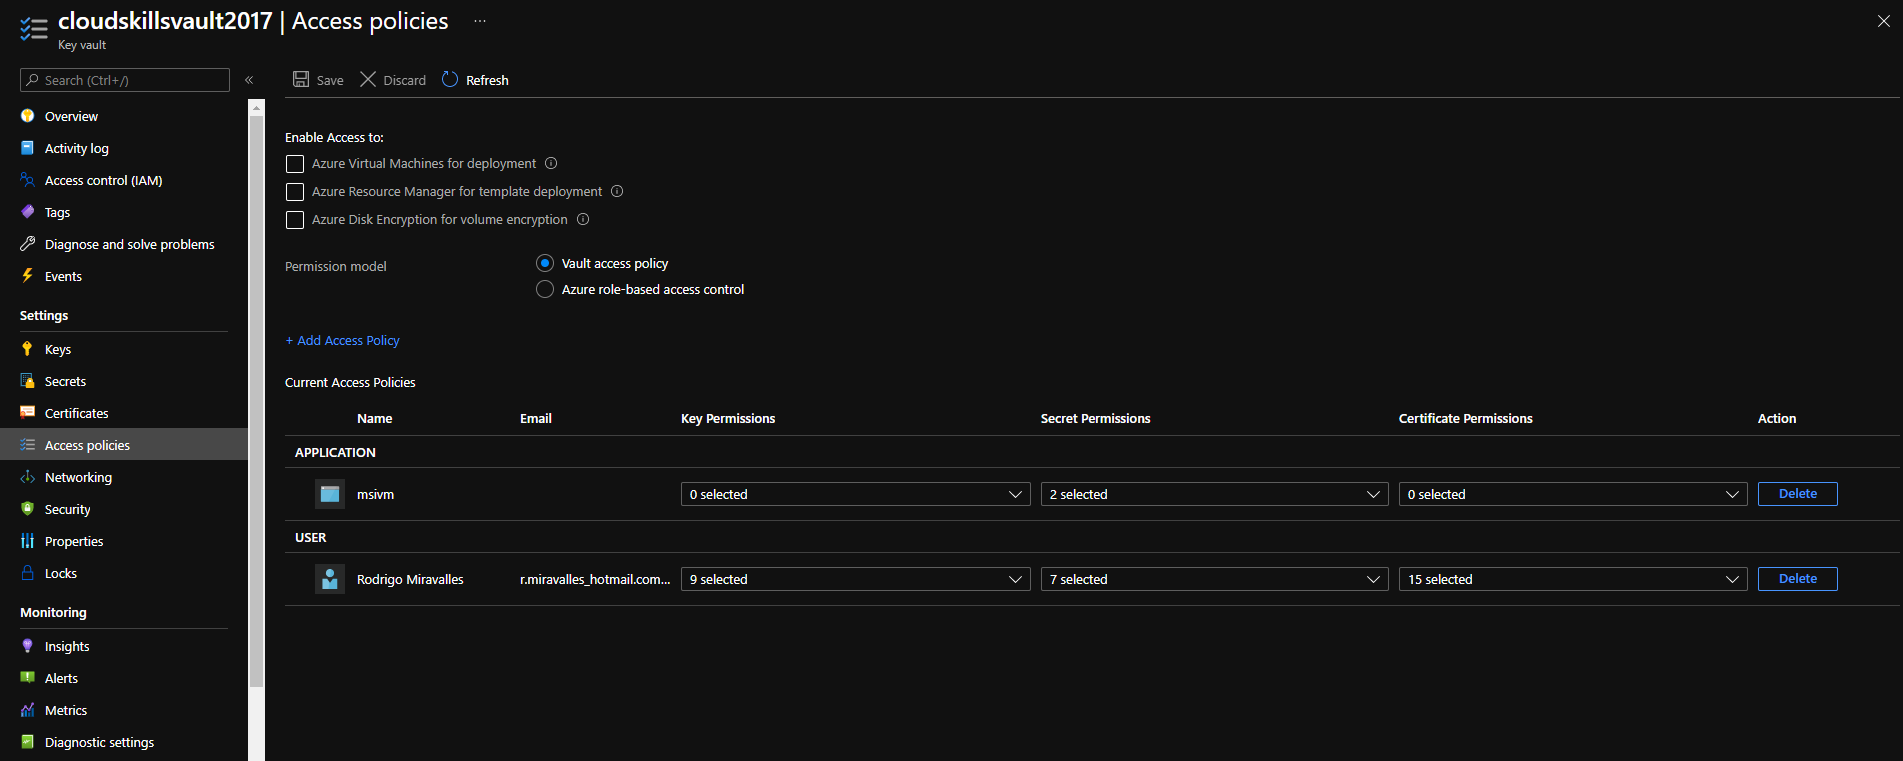 cloudskillsvault2017 | Access policies ...
Key vault
Search (Ctrl+/)
«
Overview
Activity log
Access control (IAM)
Tags
Diagnose and solve problems
Events
Settings
Keys
Secrets
Certificates
Access policies
Networking
Security
Properties
Locks
Monitoring
Insights
Alerts
Metrics
Diagnostic settings
Save Discard Refresh
Enable Access to:
Azure Virtual Machines for deployment
Azure Resource Manager for template deployment
Azure Disk Encryption for volume encryption
Permission model
Vault access policy
Azure role-based access control
+ Add Access Policy
Current Access Policies
Name Email Key Permissions Secret Permissions Certificate Permissions Action
APPLICATION
msivm 0 selected 2 selected 0 selected Delete
USER
Rodrigo Miravalles r.miravalles_hotmail.com... 9 selected 7 selected 15 selected Delete